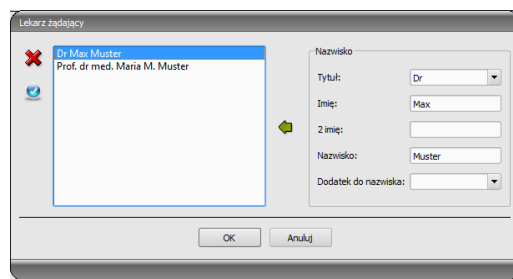 Lekarz żądający
Dr Max Muster
Prof. dr med. Maria M. Muster
Nazwisko
Tytuł: Dr
Imię: Max
2 imię:
Nazwisko: Muster
Dodatek do nazwiska:
OK Anuluj